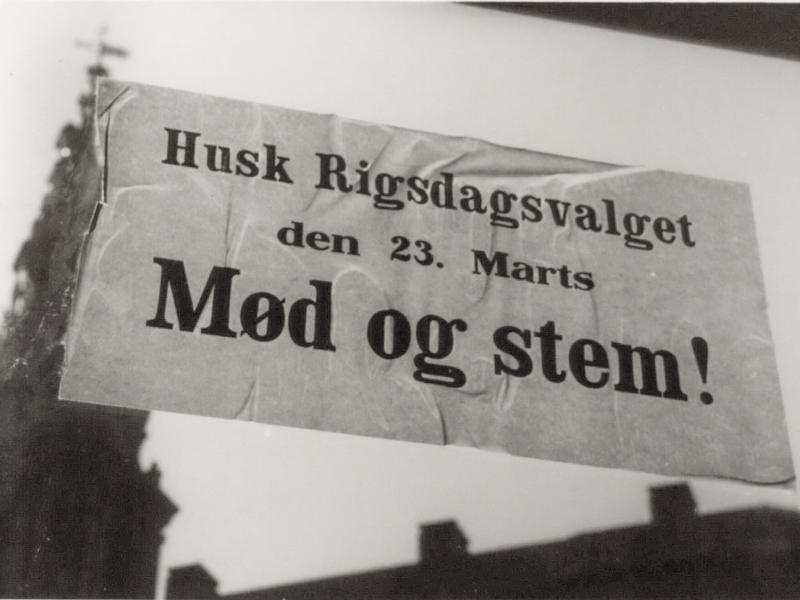 Husk Rigsdagsvalget
den 23. Marts
Mød og stem!